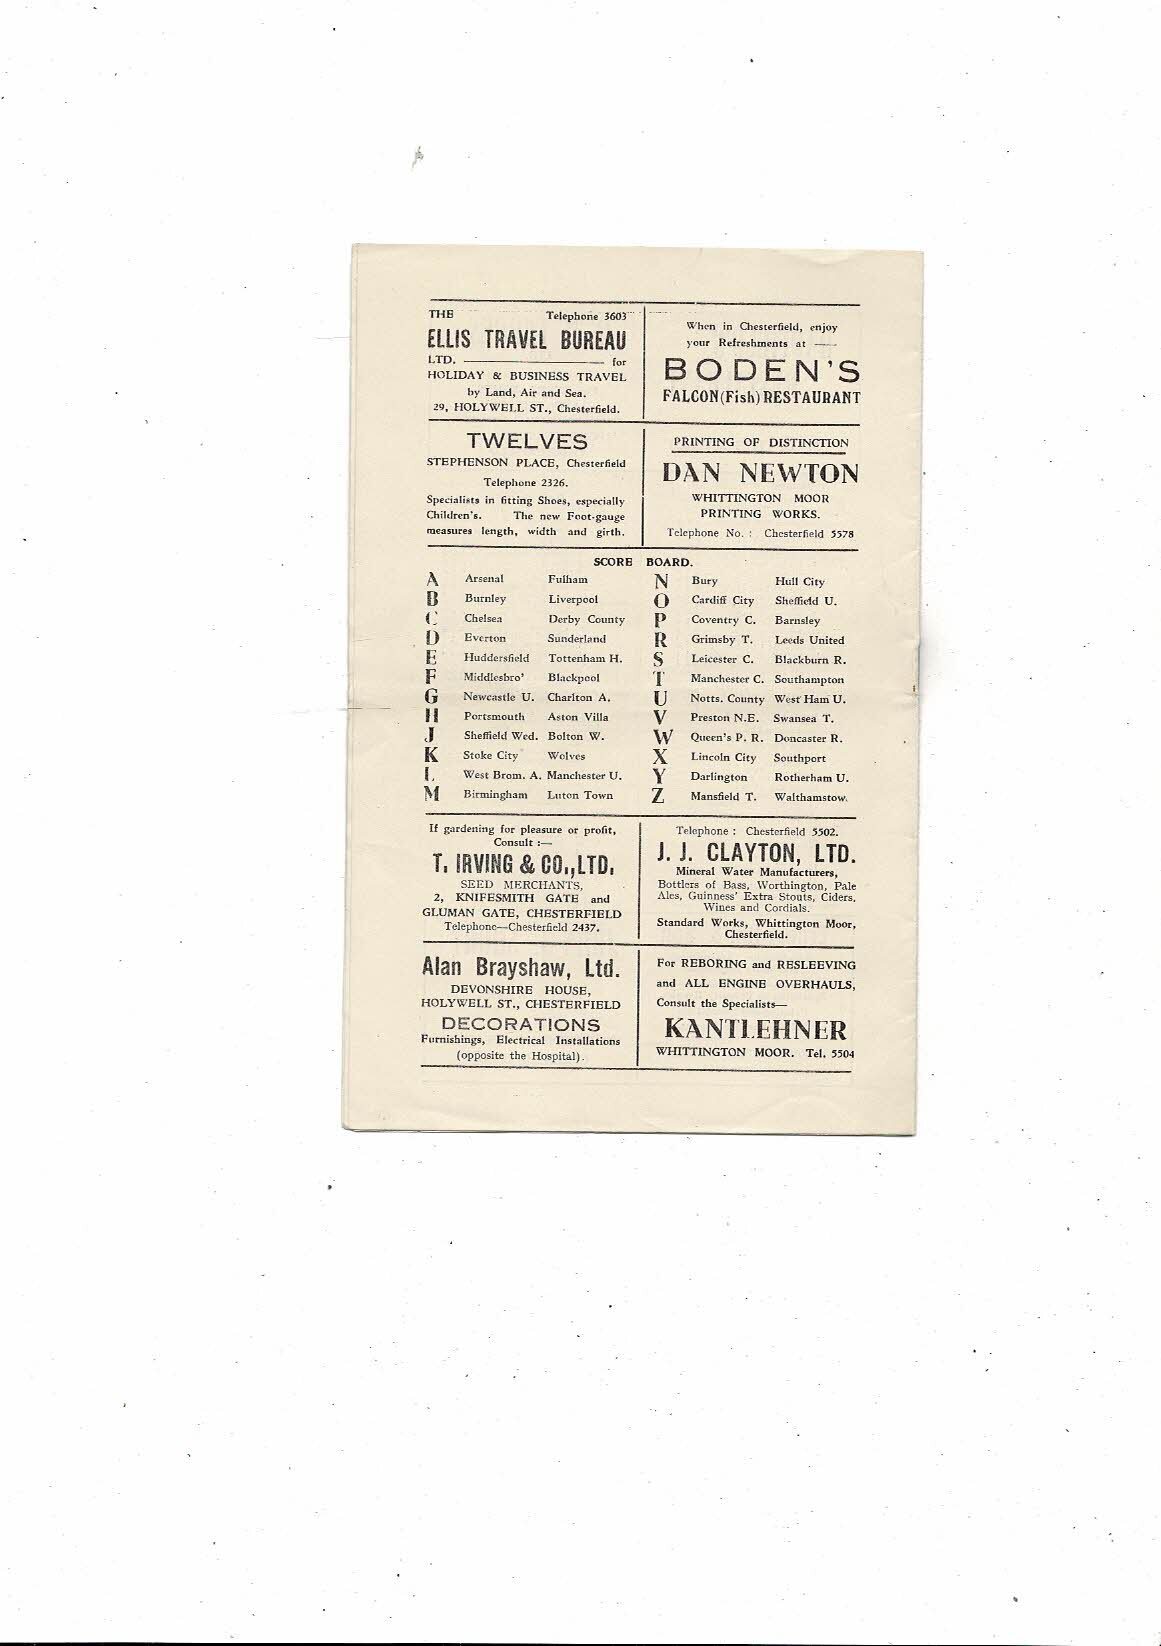 THE Telephone 3603
ELLIS TRAVEL BUREAU
LTD. for
HOLIDAY & BUSINESS TRAVEL
by Land, Air and Sea.
29, HOLYWELL ST., Chesterfield.
When in Chesterfield, enjoy
your Refreshments at —
BODEN'S
FALCON (Fish) RESTAURANT
TWELVES
STEPHENSON PLACE, Chesterfield
Telephone 2326.
Specialists in fitting Shoes, especially
Children's. The new Foot-gauge
measures length, width and girth.
PRINTING OF DISTINCTION
DAN NEWTON
WHITTINGTON MOOR
PRINTING WORKS.
Telephone No. : Chesterfield 5578
SCORE BOARD.
A Arsenal Fulham
B Burnley Liverpool
C Chelsea Derby County
D Everton Sunderland
E Huddersfield Tottenham H.
F Middlesbro' Blackpool
G Newcastle U. Charlton A.
H Portsmouth Aston Villa
J Sheffield Wed. Bolton W.
K Stoke City Wolves
L West Brom. A. Manchester U.
M Birmingham Luton Town
N Bury Hull City
O Cardiff City Sheffield U.
P Coventry C. Barnsley
R Grimsby T. Leeds United
S Leicester C. Blackburn R.
T Manchester C. Southampton
U Notts. County West Ham U.
V Preston N.E. Swansea T.
W Queen's P. R. Doncaster R.
X Lincoln City Southport
Y Darlington Rotherham U.
Z Mansfield T. Walthamstow.
If gardening for pleasure or profit,
Consult :—
T. IRVING & CO., LTD.
SEED MERCHANTS,
2, KNIFESMITH GATE and
GLUMAN GATE, CHESTERFIELD
Telephone—Chesterfield 2437.
Telephone : Chesterfield 5502.
J. J. CLAYTON, LTD.
Mineral Water Manufacturers,
Bottlers of Bass, Worthington, Pale
Ales, Guinness' Extra Stouts, Ciders,
Wines and Cordials.
Standard Works, Whittington Moor,
Chesterfield.
Alan Brayshaw, Ltd.
DEVONSHIRE HOUSE,
HOLYWELL ST., CHESTERFIELD
DECORATIONS
Furnishings, Electrical Installations
(opposite the Hospital).
For REBORING and RESLEEVING
and ALL ENGINE OVERHAULS,
Consult the Specialists—
KANTLEHNER
WHITTINGTON MOOR. Tel. 5504